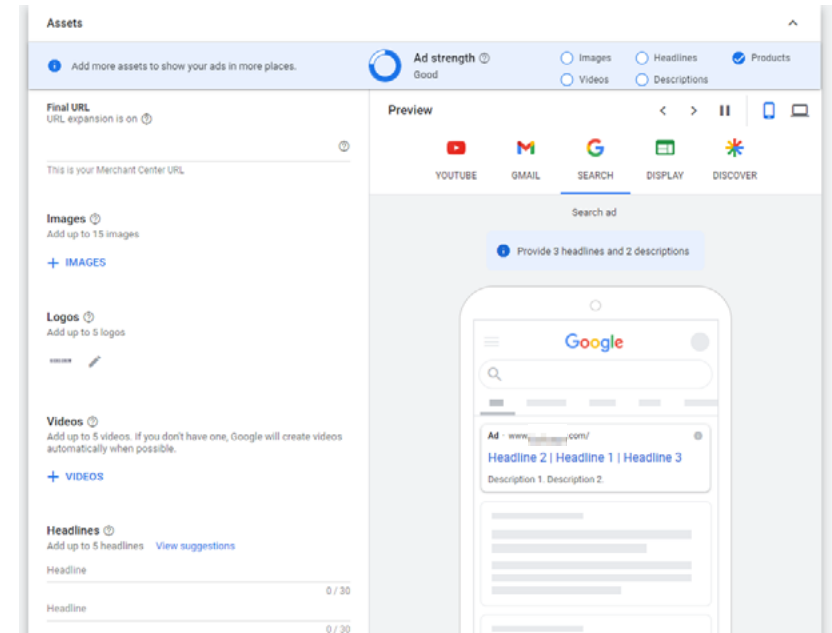 Assets
Add more assets to show your ads in more places.
Ad strength
Good
Images
Headlines
Products
Videos
Descriptions
Final URL
URL expansion is on
This is your Merchant Center URL
Images
Add up to 15 images
+ IMAGES
Logos
Add up to 5 logos
Videos
Add up to 5 videos. If you don't have one, Google will create videos
automatically when possible.
+ VIDEOS
Headlines
Add up to 5 headlines View suggestions
Headline
0 / 30
Headline
0 / 30
Preview
YOUTUBE
GMAIL
SEARCH
DISPLAY
DISCOVER
Search ad
Provide 3 headlines and 2 descriptions
Google
Ad · www. .com/
Headline 2 | Headline 1 | Headline 3
Description 1. Description 2.